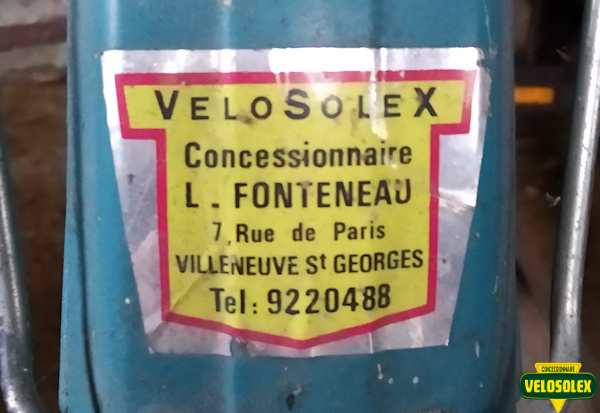 VELOSOLEX
Concessionnaire
L. FONTENEAU
7, Rue de Paris
VILLENEUVE St GEORGES
Tel: 9220488
CONCESSIONNAIRE
VELOSOLEX